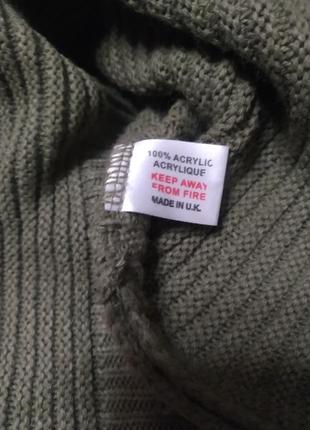 100% ACRYLIC
ACRYLIQUE
KEEP AWAY
FROM FIRE
MADE IN U.K.